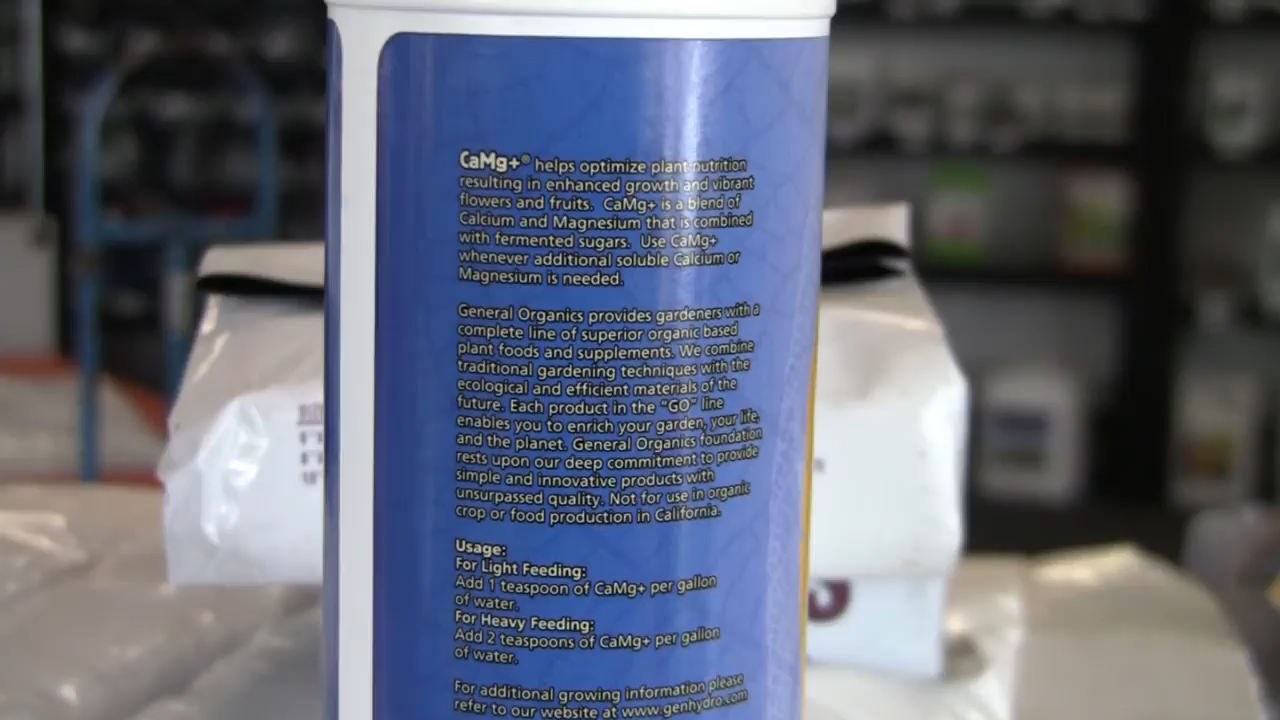 CaMg+® helps optimize plant nutrition
resulting in enhanced growth and vibrant
flowers and fruits. CaMg+ is a blend of
Calcium and Magnesium that is combined
with fermented sugars. Use CaMg+
whenever additional soluble Calcium or
Magnesium is needed.
General Organics provides gardeners with a
complete line of superior organic based
plant foods and supplements. We combine
traditional gardening techniques with the
ecological and efficient materials of the
future. Each product in the "GO" line
enables you to enrich your garden, your life,
and the planet. General Organics foundation
rests upon our deep commitment to provide
simple and innovative products with
unsurpassed quality. Not for use in organic
crop or food production in California.
Usage:
For Light Feeding:
Add 1 teaspoon of CaMg+ per gallon
of water.
For Heavy Feeding:
Add 2 teaspoons of CaMg+ per gallon
of water.
For additional growing information please
refer to our website at www.genhydro.com